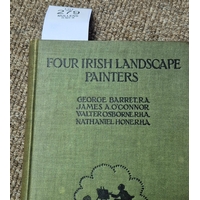 279
FOUR IRISH LANDSCAPE
PAINTERS
GEORGE BARRET, R.A.
JAMES A. O'CONNOR
WALTER OSBORNE, R.H.A.
NATHANIEL HONE, R.H.A.